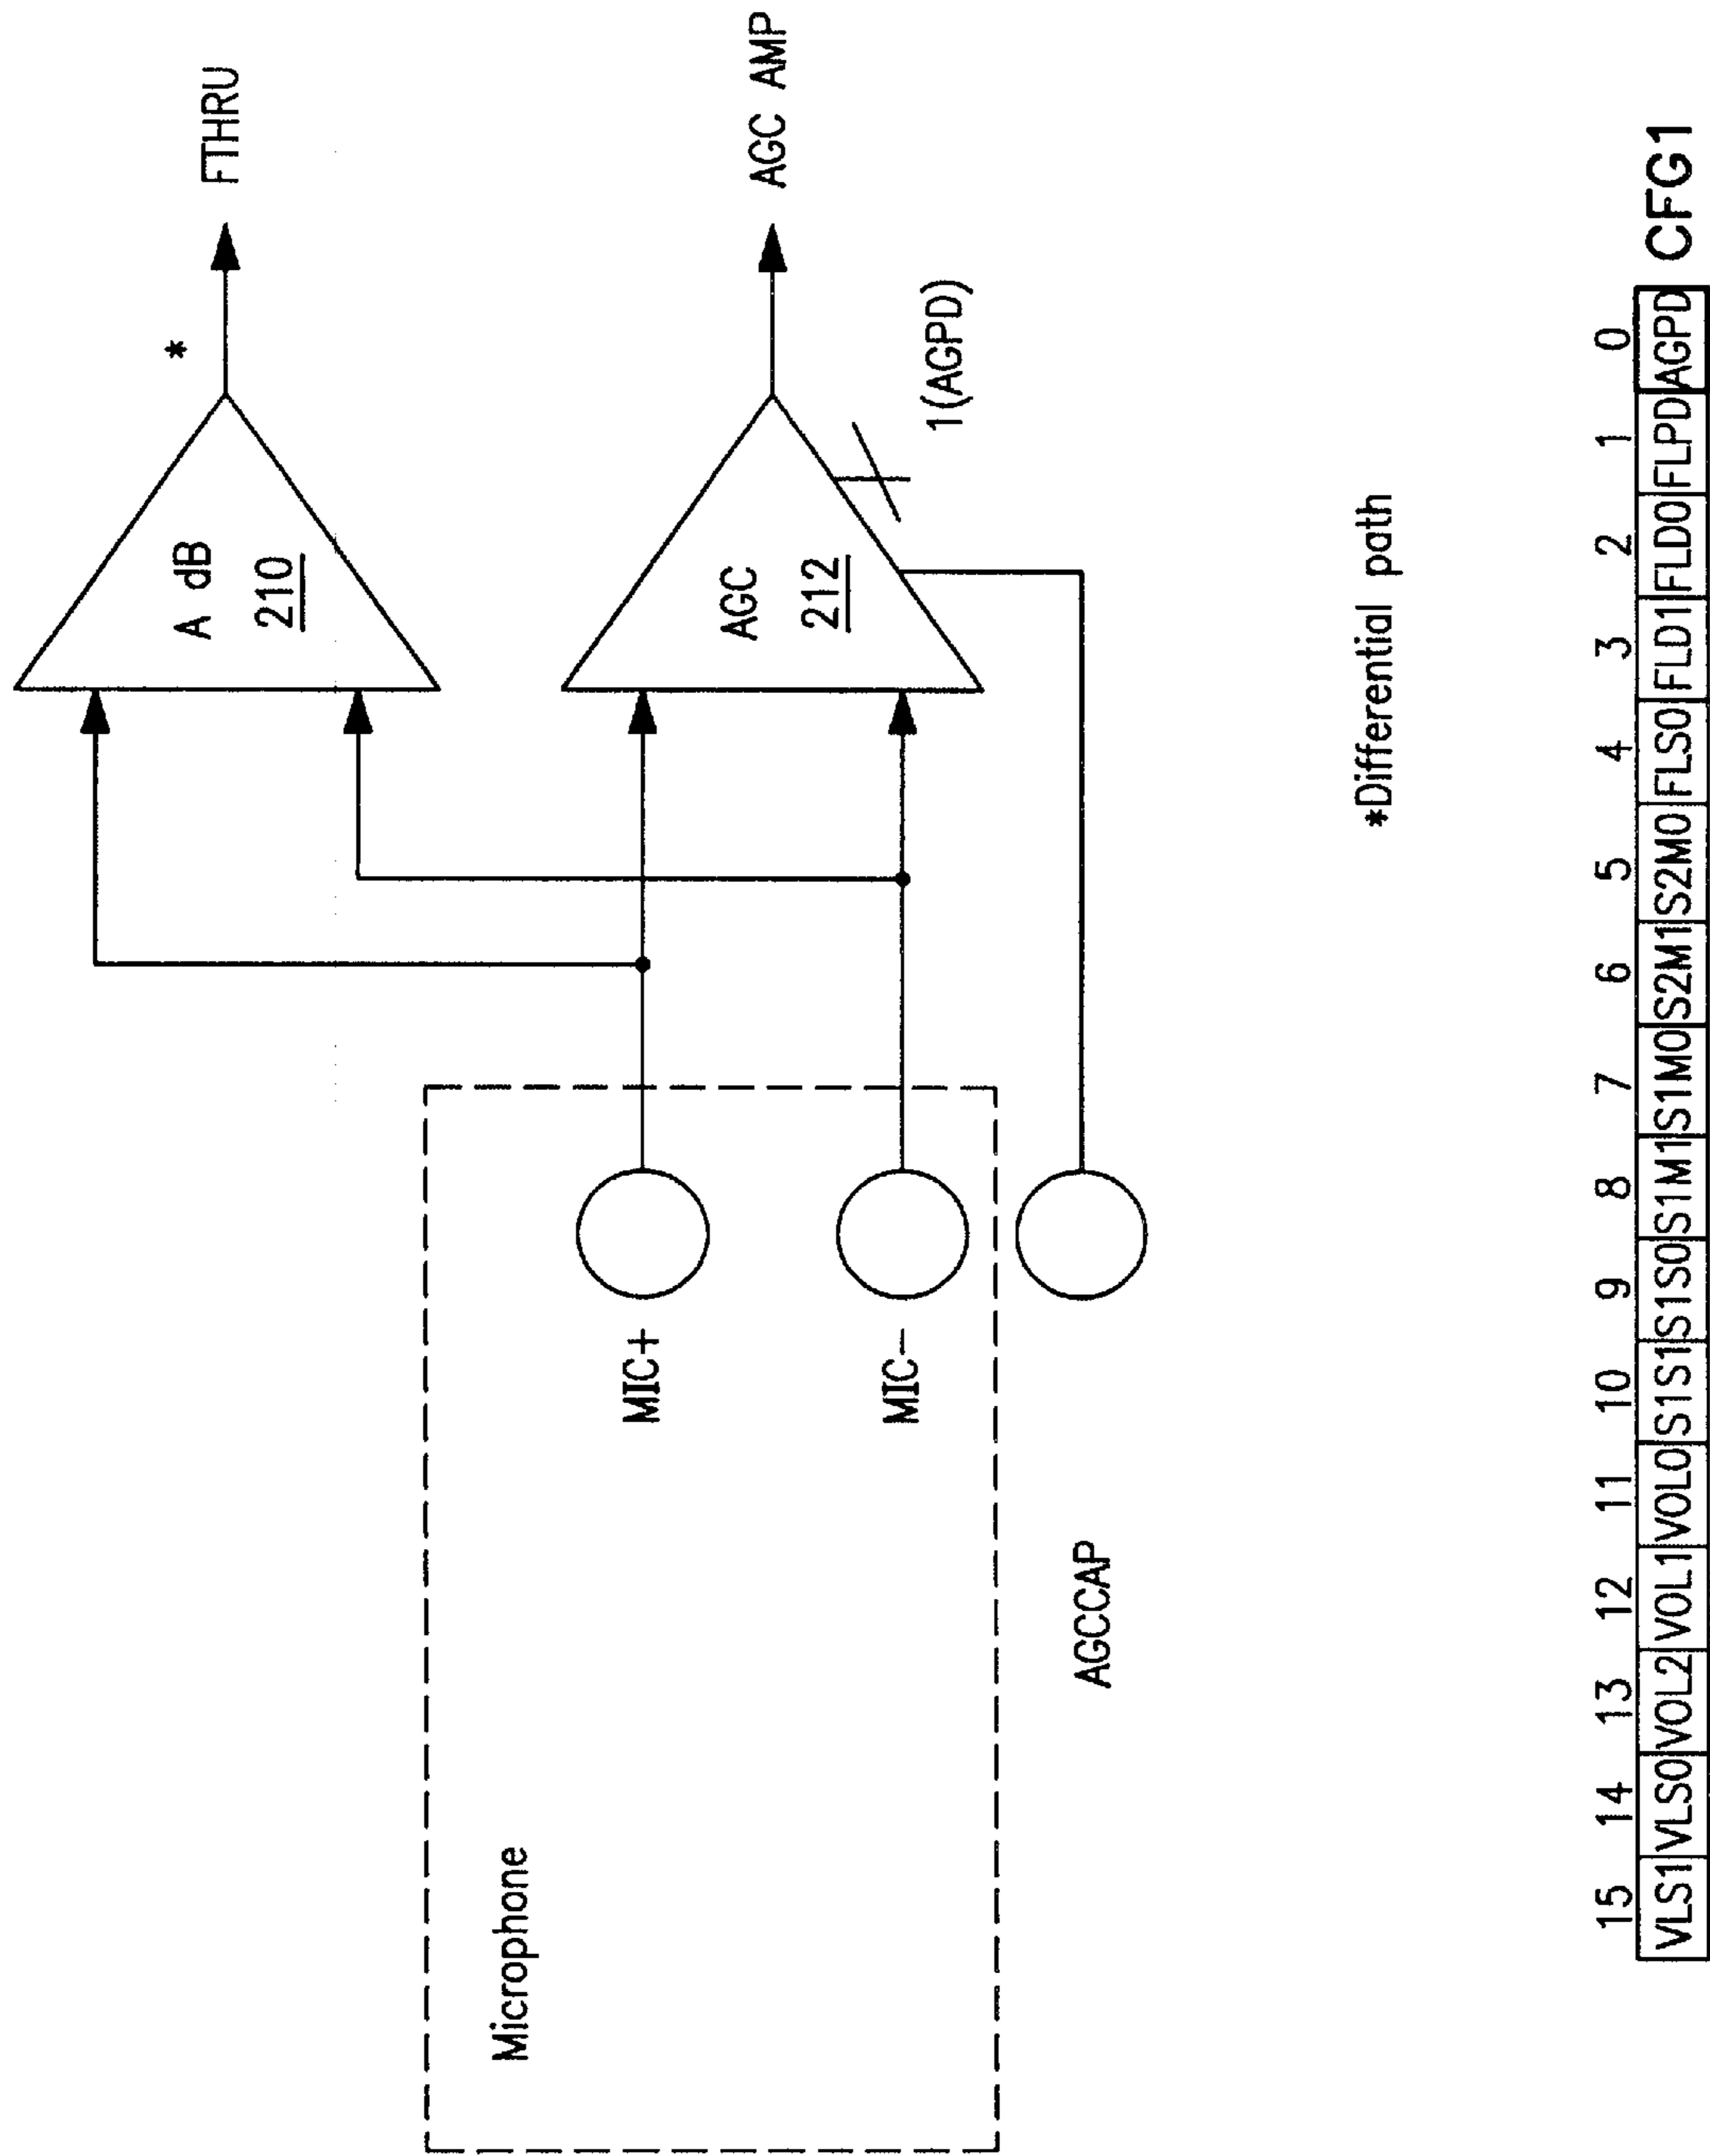 Microphone
MIC+
MIC-
AGCCAP
A dB
210
*
FTHRU
AGC
212
AGC AMP
1(AGPD)
*Differential path
15 14 13 12 11 10 9 8 7 6 5 4 3 2 1 0
VLS1 VLS0 VOL2 VOL1 VOL0 S1S1 S1S0 S1M1 S1M0 S2M1 S2M0 FLS0 FLD1 FLD0 FLPD AGPD CFG1